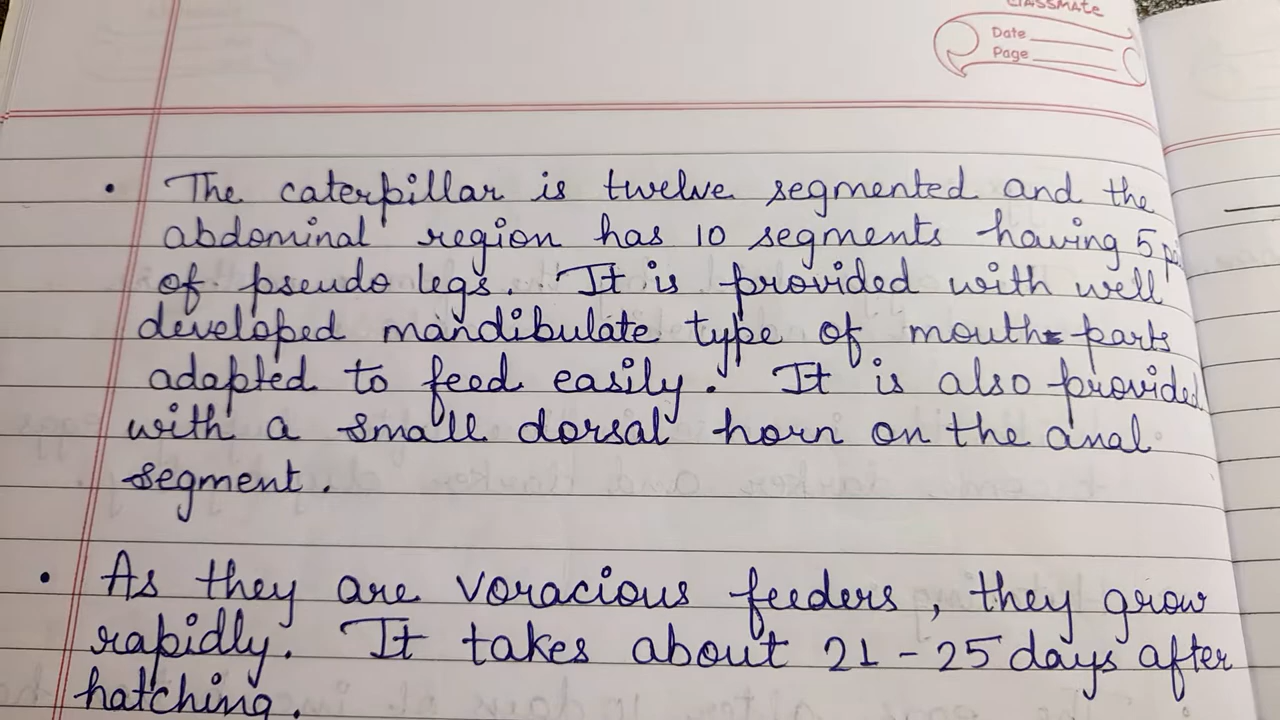 CLASSMATE
Date
Page
• The caterpillar is twelve segmented and the
abdominal region has 10 segments having 5
of pseudo legs. It is provided with well
developed mandibulate type of mouth-parts
adapted to feed easily. It is also provided
with a small dorsal horn on the anal
segment.
• As they are voracious feeders, they grow
rapidly. It takes about 21-25 days after
hatching.